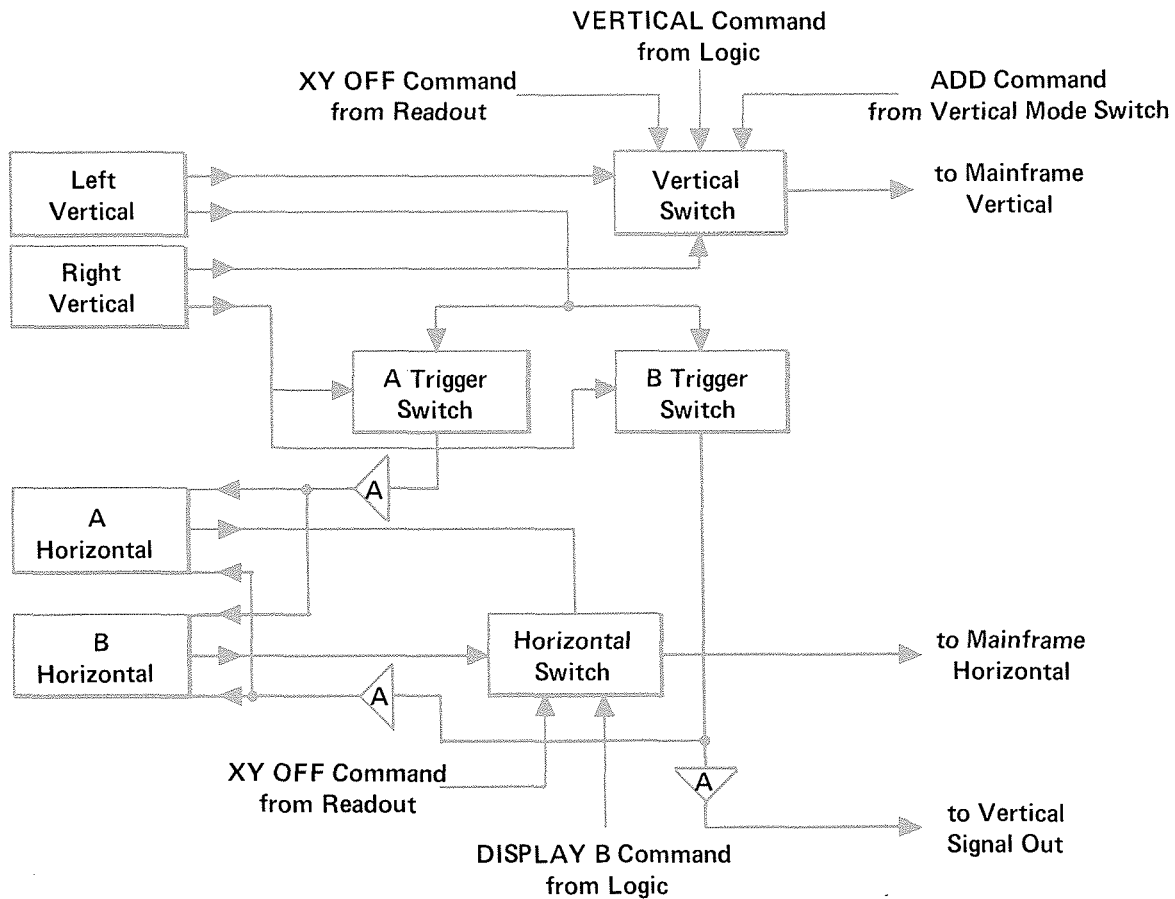 VERTICAL Command
from Logic
XY OFF Command
from Readout
ADD Command
from Vertical Mode Switch
Left
Vertical
Vertical
Switch
to Mainframe
Vertical
Right
Vertical
A Trigger
Switch
B Trigger
Switch
A
A
Horizontal
B
Horizontal
Horizontal
Switch
to Mainframe
Horizontal
A
XY OFF Command
from Readout
A
to Vertical
Signal Out
DISPLAY B Command
from Logic